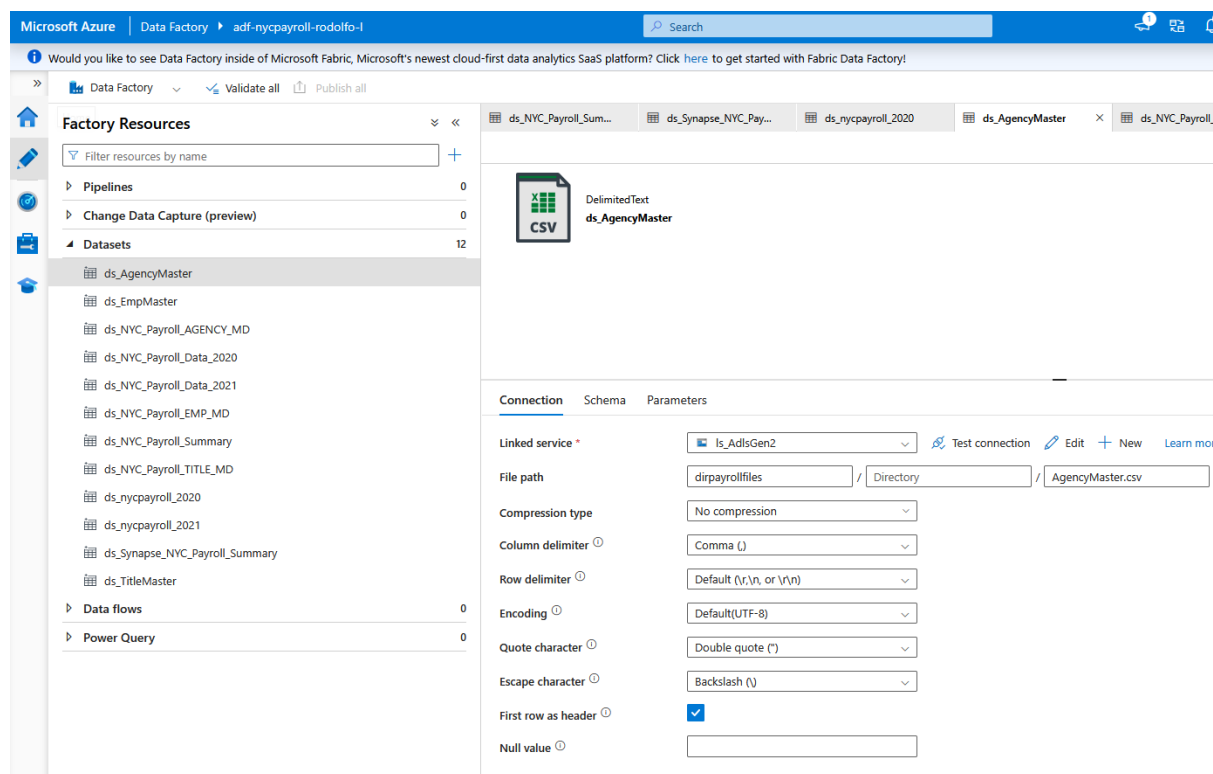 Microsoft Azure | Data Factory ▸ adf-nycpayroll-rodolfo-l
Search
1
Would you like to see Data Factory inside of Microsoft Fabric, Microsoft's newest cloud-first data analytics SaaS platform? Click here to get started with Fabric Data Factory!
Data Factory Validate all Publish all
Factory Resources
Filter resources by name
Pipelines 0
Change Data Capture (preview) 0
Datasets 12
ds_AgencyMaster
ds_EmpMaster
ds_NYC_Payroll_AGENCY_MD
ds_NYC_Payroll_Data_2020
ds_NYC_Payroll_Data_2021
ds_NYC_Payroll_EMP_MD
ds_NYC_Payroll_Summary
ds_NYC_Payroll_TITLE_MD
ds_nycpayroll_2020
ds_nycpayroll_2021
ds_Synapse_NYC_Payroll_Summary
ds_TitleMaster
Data flows 0
Power Query 0
ds_NYC_Payroll_Sum... ds_Synapse_NYC_Pay... ds_nycpayroll_2020 ds_AgencyMaster ds_NYC_Payroll_
X
CSV
DelimitedText
ds_AgencyMaster
Connection Schema Parameters
Linked service * ls_AdlsGen2 Test connection Edit New Learn mor
File path dirpayrollfiles / Directory / AgencyMaster.csv
Compression type No compression
Column delimiter Comma (,)
Row delimiter Default (\r,\n, or \r\n)
Encoding Default(UTF-8)
Quote character Double quote (")
Escape character Backslash (\)
First row as header
Null value